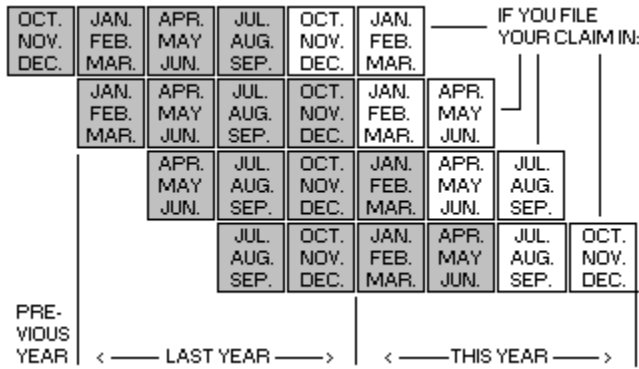 OCT. JAN. APR. JUL. OCT. JAN. IF YOU FILE
NOV. FEB. MAY AUG. NOV. FEB. YOUR CLAIM IN:
DEC. MAR. JUN. SEP. DEC. MAR.
JAN. APR. JUL. OCT. JAN. APR.
FEB. MAY AUG. NOV. FEB. MAY
MAR. JUN. SEP. DEC. MAR. JUN.
APR. JUL. OCT. JAN. APR. JUL.
MAY AUG. NOV. FEB. MAY AUG.
JUN. SEP. DEC. MAR. JUN. SEP.
JUL. OCT. JAN. APR. JUL. OCT.
AUG. NOV. FEB. MAY AUG. NOV.
SEP. DEC. MAR. JUN. SEP. DEC.
PRE-
VIOUS
YEAR LAST YEAR THIS YEAR